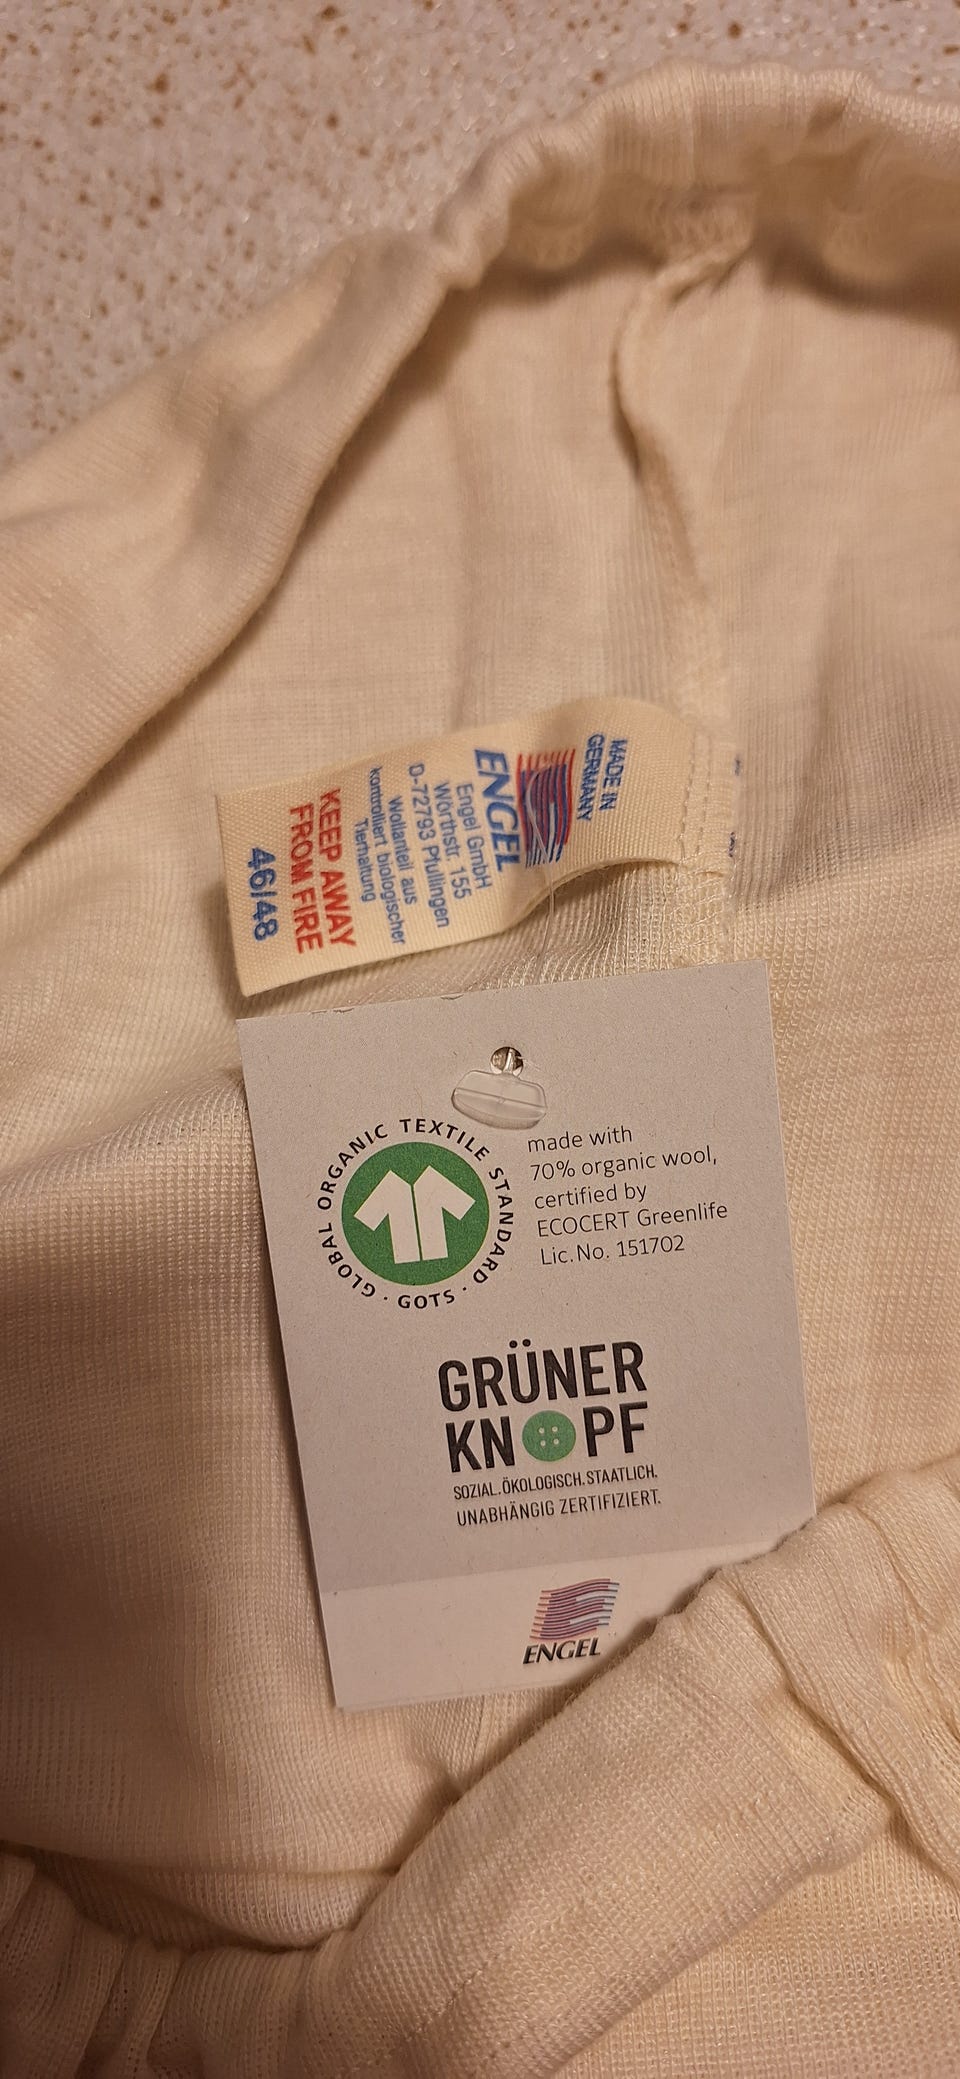 MADE IN
GERMANY
ENGEL
Engel GmbH
Wörthstr. 155
D-72793 Pfullingen
Wollanteil aus
kontrolliert biologischer
Tierhaltung
KEEP AWAY
FROM FIRE
46/48
GLOBAL ORGANIC TEXTILE STANDARD · GOTS ·
made with
70% organic wool,
certified by
ECOCERT Greenlife
Lic.No. 151702
GRÜNER
KNOPF
SOZIAL. ÖKOLOGISCH. STAATLICH.
UNABHÄNGIG ZERTIFIZIERT.
ENGEL